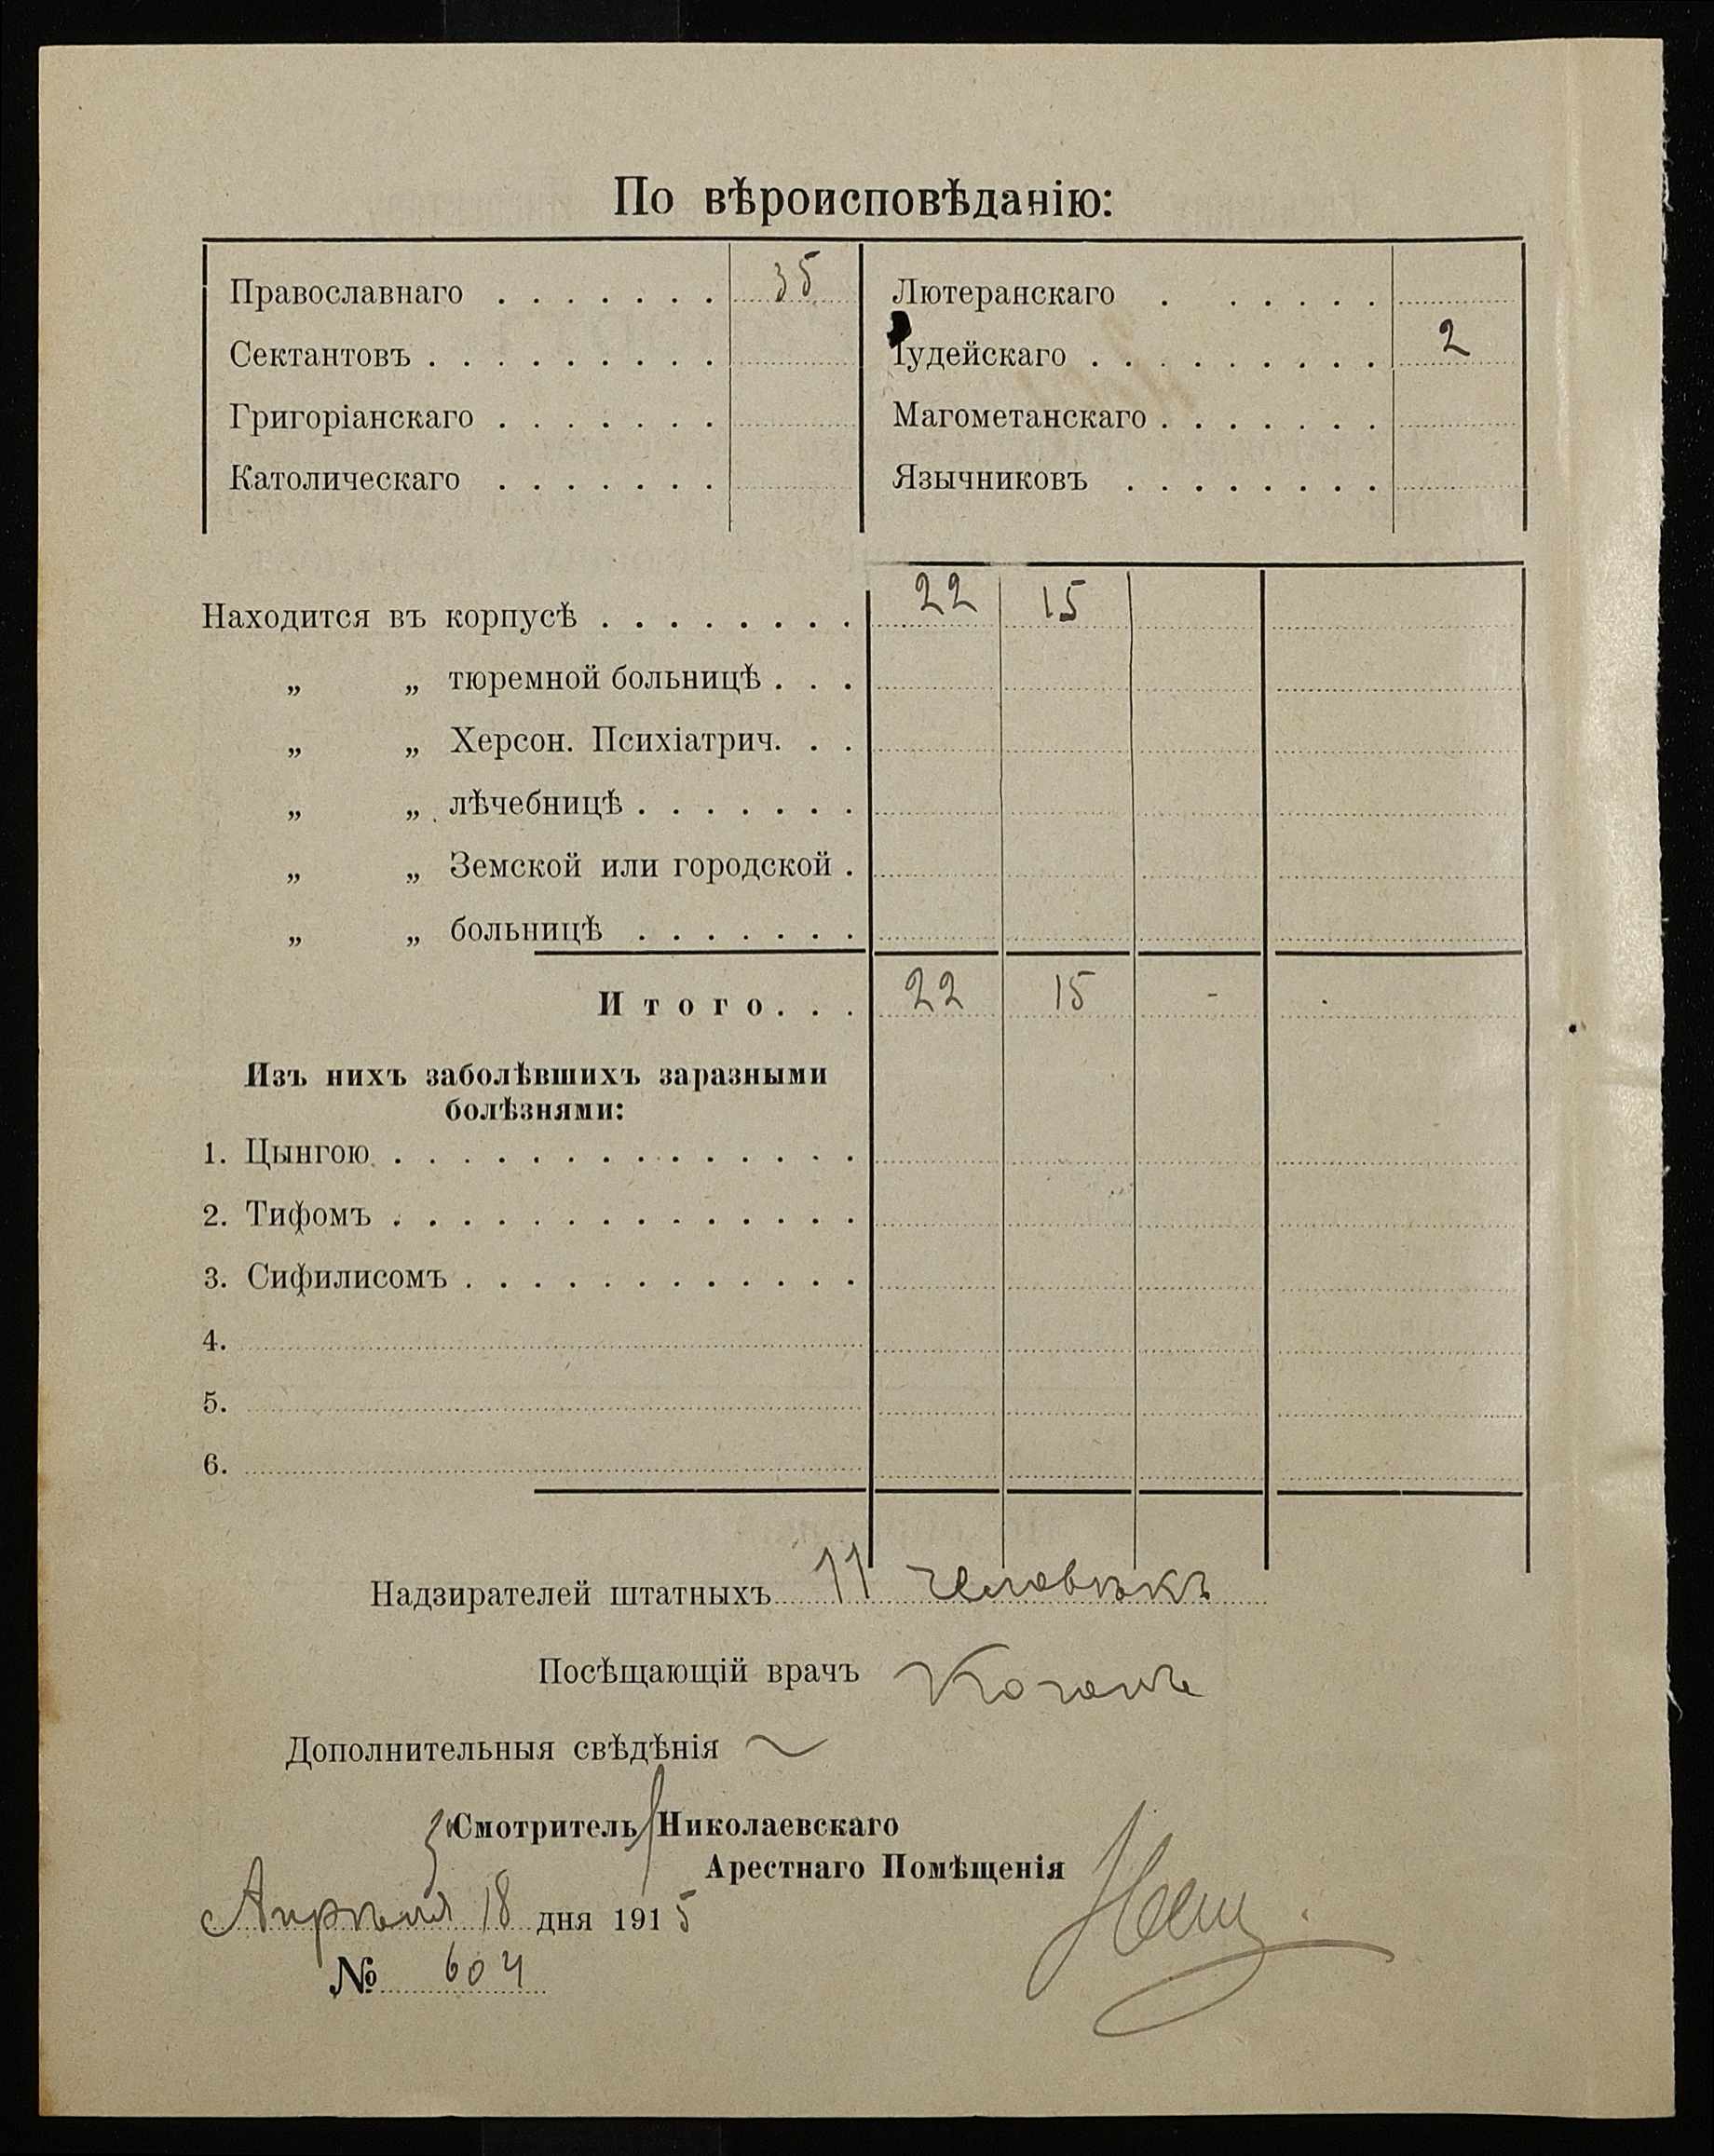 По вѣроисповѣданію:
Православнаго . . . . . . . 35 Лютеранскаго . . . . . .
Сектантовъ . . . . . . . . . Іудейскаго . . . . . . . . . 2
Григоріанскаго . . . . . . . Магометанскаго . . . . . . .
Католическаго . . . . . . . Язычниковъ . . . . . . . .
Находится въ корпусѣ . . . . . . . . 22 15
„ „ тюремной больницѣ . . .
„ „ Херсон. Психіатрич. . .
„ „ лѣчебницѣ . . . . . . .
„ „ Земской или городской .
„ „ больницѣ . . . . . . .
Итого. . . 22 15 -
Изъ нихъ заболѣвшихъ заразными
болѣзнями:
1. Цынгою . . . . . . . . . . . . . .
2. Тифомъ . . . . . . . . . . . . . .
3. Сифилисомъ . . . . . . . . . . . .
4.
5.
6.
Надзирателей штатныхъ 11 человѣкъ
Посѣщающій врачъ Коганъ
Дополнительныя свѣдѣнія
Смотритель Николаевскаго
Арестнаго Помѣщенія
Апрѣля 18 дня 1915
№ 604